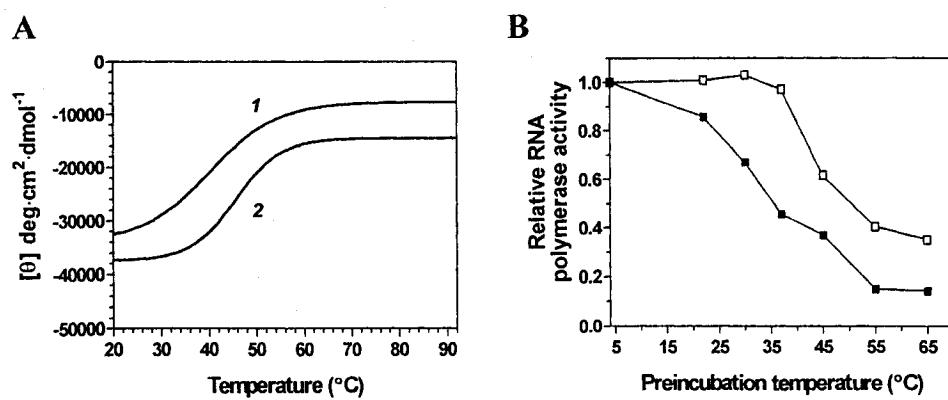 A
B
0
-10000
-20000
-30000
-40000
-50000
[θ] deg·cm²·dmol⁻¹
1
2
20 30 40 50 60 70 80 90
Temperature (°C)
1.0
0.8
0.6
0.4
0.2
0.0
Relative RNA
polymerase activity
5 15 25 35 45 55 65
Preincubation temperature (°C)